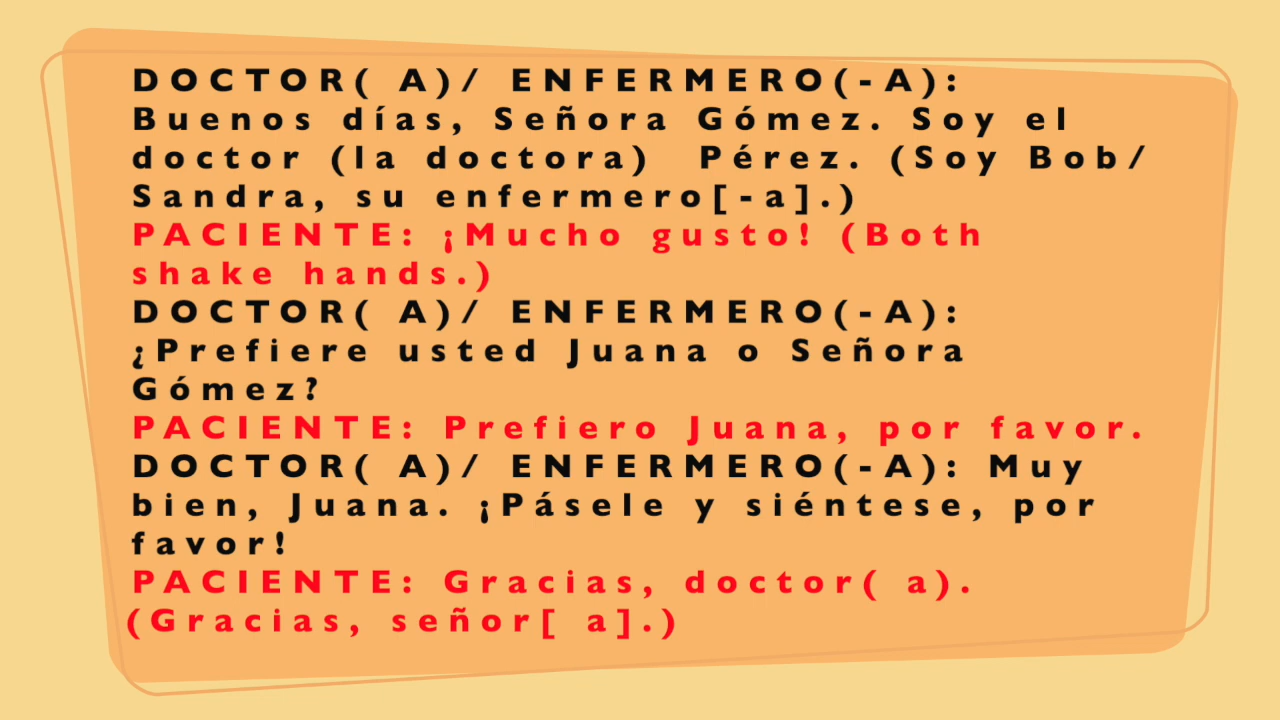 DOCTOR( A)/ ENFERMERO(-A):
Buenos días, Señora Gómez. Soy el
doctor (la doctora) Pérez. (Soy Bob/
Sandra, su enfermero[-a].)
PACIENTE: ¡Mucho gusto! (Both
shake hands.)
DOCTOR( A)/ ENFERMERO(-A):
¿Prefiere usted Juana o Señora
Gómez?
PACIENTE: Prefiero Juana, por favor.
DOCTOR( A)/ ENFERMERO(-A): Muy
bien, Juana. ¡Pásele y siéntese, por
favor!
PACIENTE: Gracias, doctor( a).
(Gracias, señor[ a].)